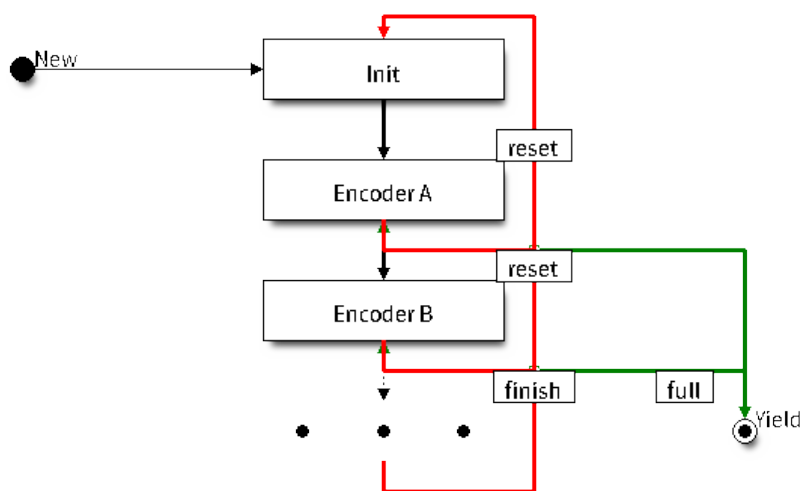 New
Init
reset
Encoder A
reset
Encoder B
finish
full
Yield